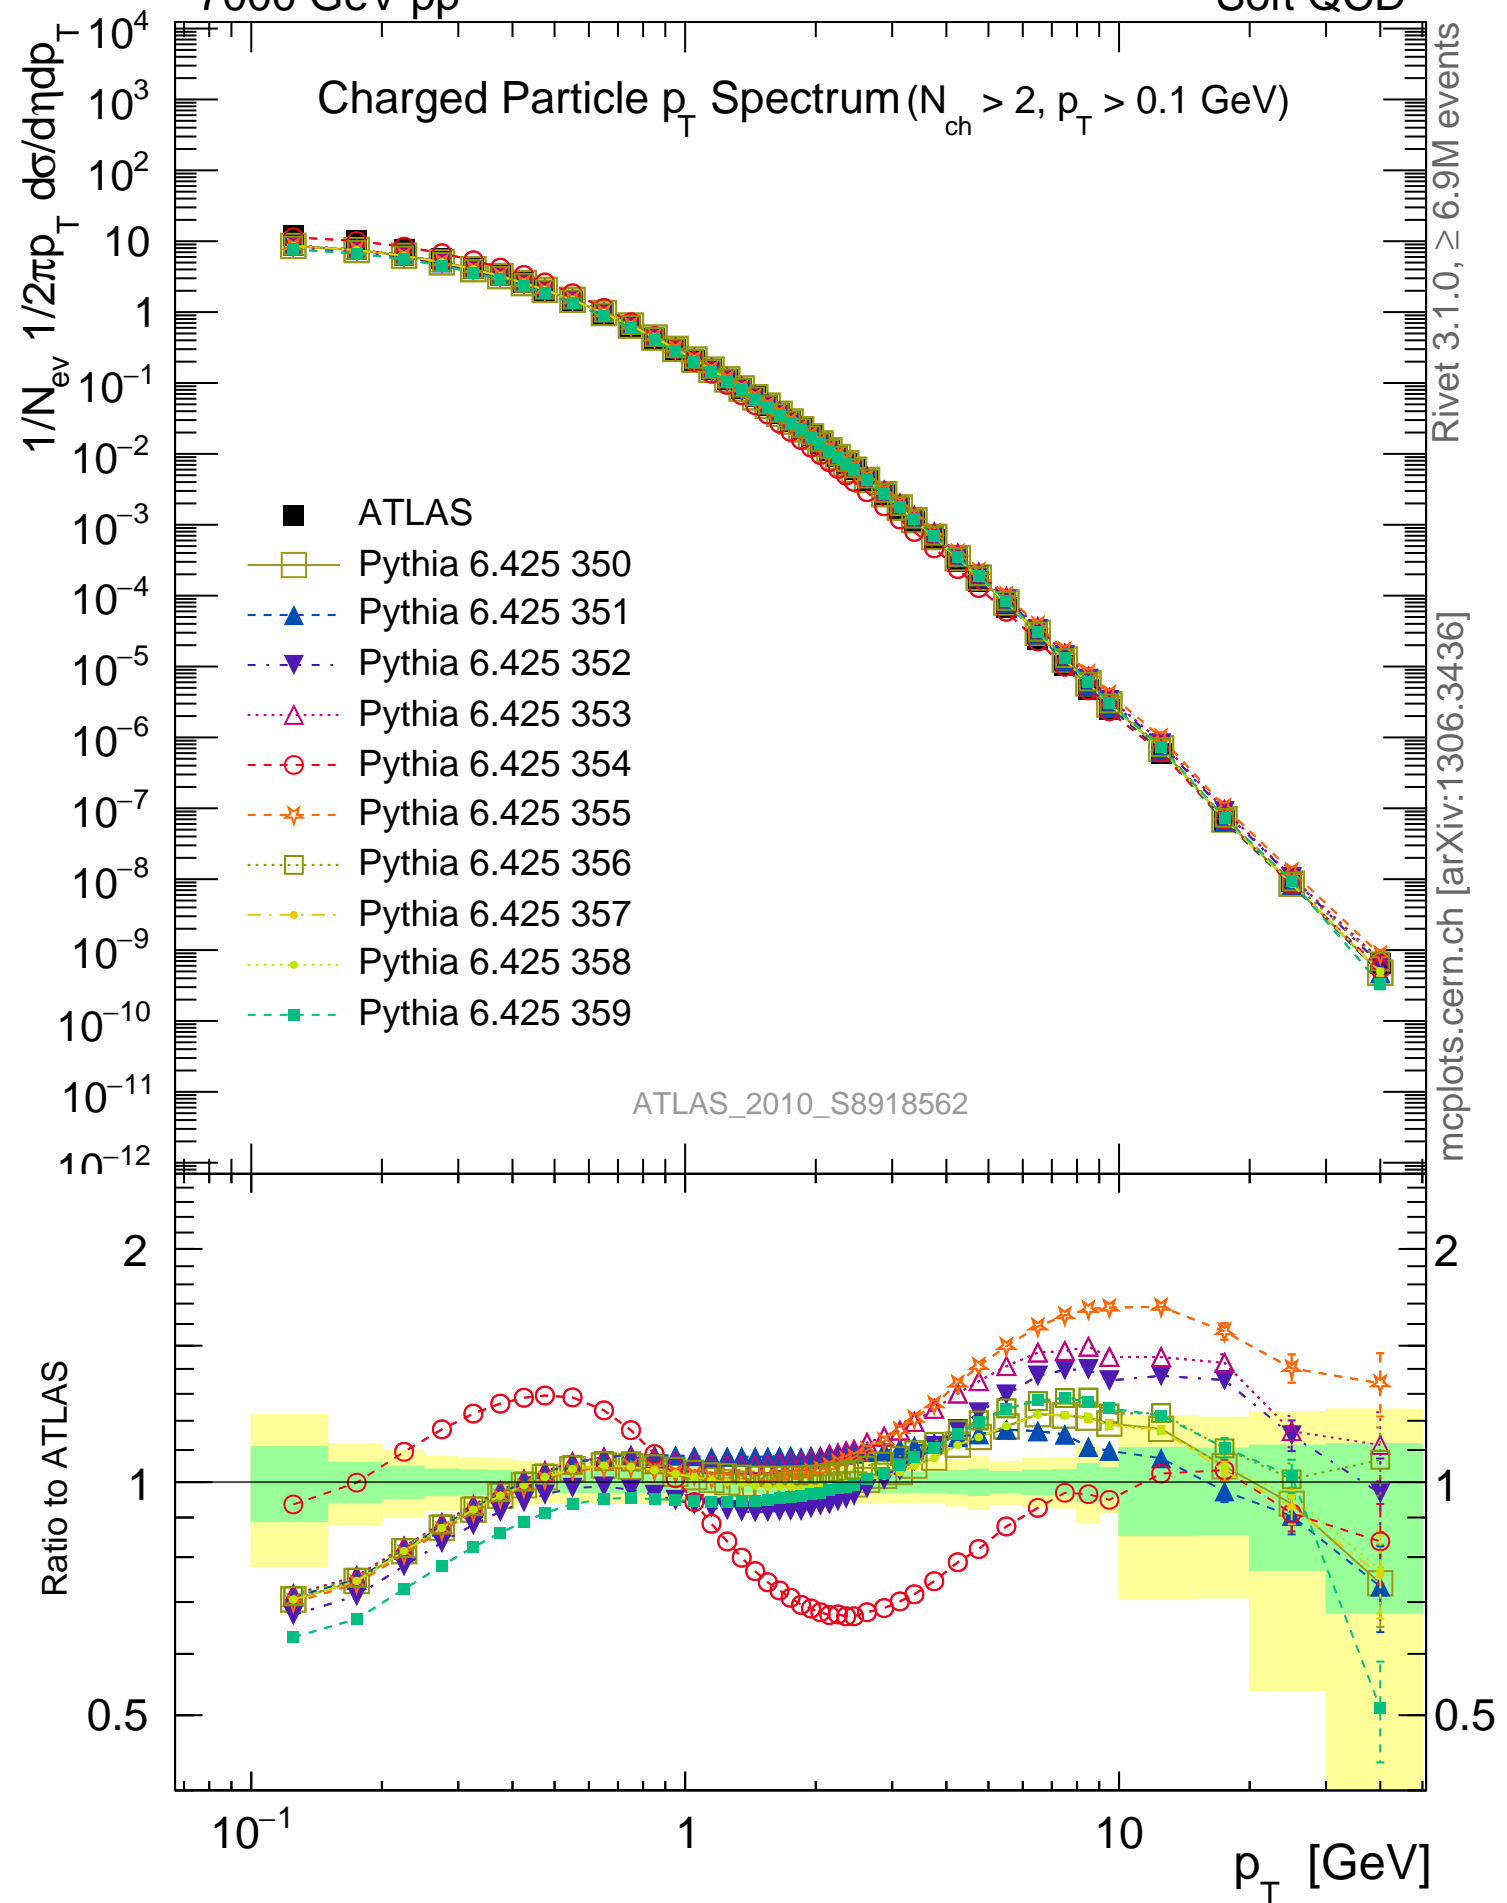 7000 GeV pp
Soft QCD
Charged Particle p_T Spectrum (N_ch > 2, p_T > 0.1 GeV)
1/N_ev 1/2πp_T dσ/dηdp_T
10^4
10^3
10^2
10
1
10^−1
10^−2
10^−3
10^−4
10^−5
10^−6
10^−7
10^−8
10^−9
10^−10
10^−11
10^−12
ATLAS
Pythia 6.425 350
Pythia 6.425 351
Pythia 6.425 352
Pythia 6.425 353
Pythia 6.425 354
Pythia 6.425 355
Pythia 6.425 356
Pythia 6.425 357
Pythia 6.425 358
Pythia 6.425 359
ATLAS_2010_S8918562
Rivet 3.1.0, ≥ 6.9M events
mcplots.cern.ch [arXiv:1306.3436]
Ratio to ATLAS
2
1
0.5
2
1
0.5
10^−1
1
10
p_T [GeV]